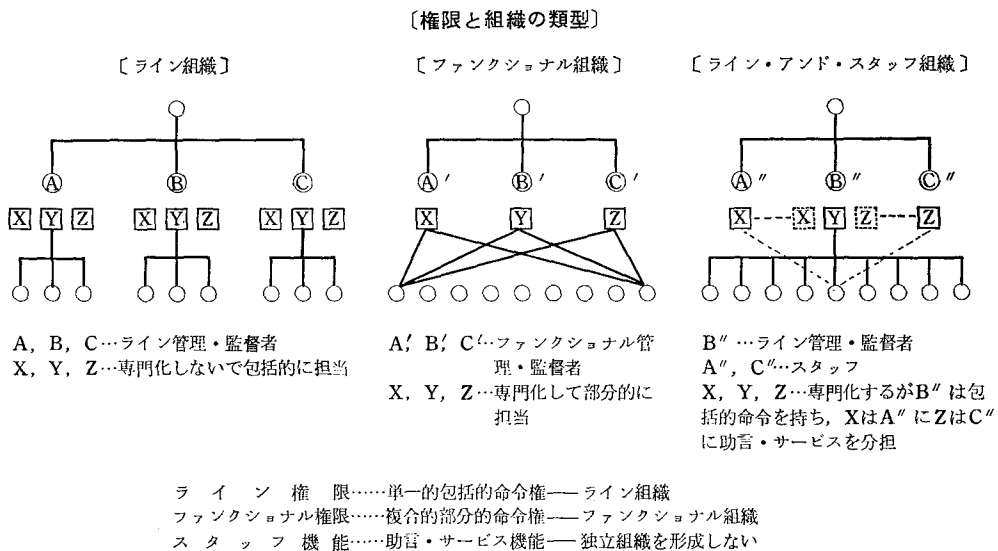 〔権限と組織の類型〕
〔ライン組織〕
〔ファンクショナル組織〕
〔ライン・アンド・スタッフ組織〕
A B C
A′ B′ C′
A″ B″ C″
X Y Z X Y Z X Y Z
X Y Z
X X Y Z Z
A, B, C…ライン管理・監督者
X, Y, Z…専門化しないで包括的に担当
A′, B′, C′…ファンクショナル管
理・監督者
X, Y, Z…専門化して部分的に
担当
B″…ライン管理・監督者
A″, C″…スタッフ
X, Y, Z…専門化するがB″は包
括的命令を持ち, XはA″にZはC″
に助言・サービスを分担
ライン権限……単一的包括的命令権──ライン組織
ファンクショナル権限……複合的部分的命令権──ファンクショナル組織
スタッフ機能……助言・サービス機能──独立組織を形成しない